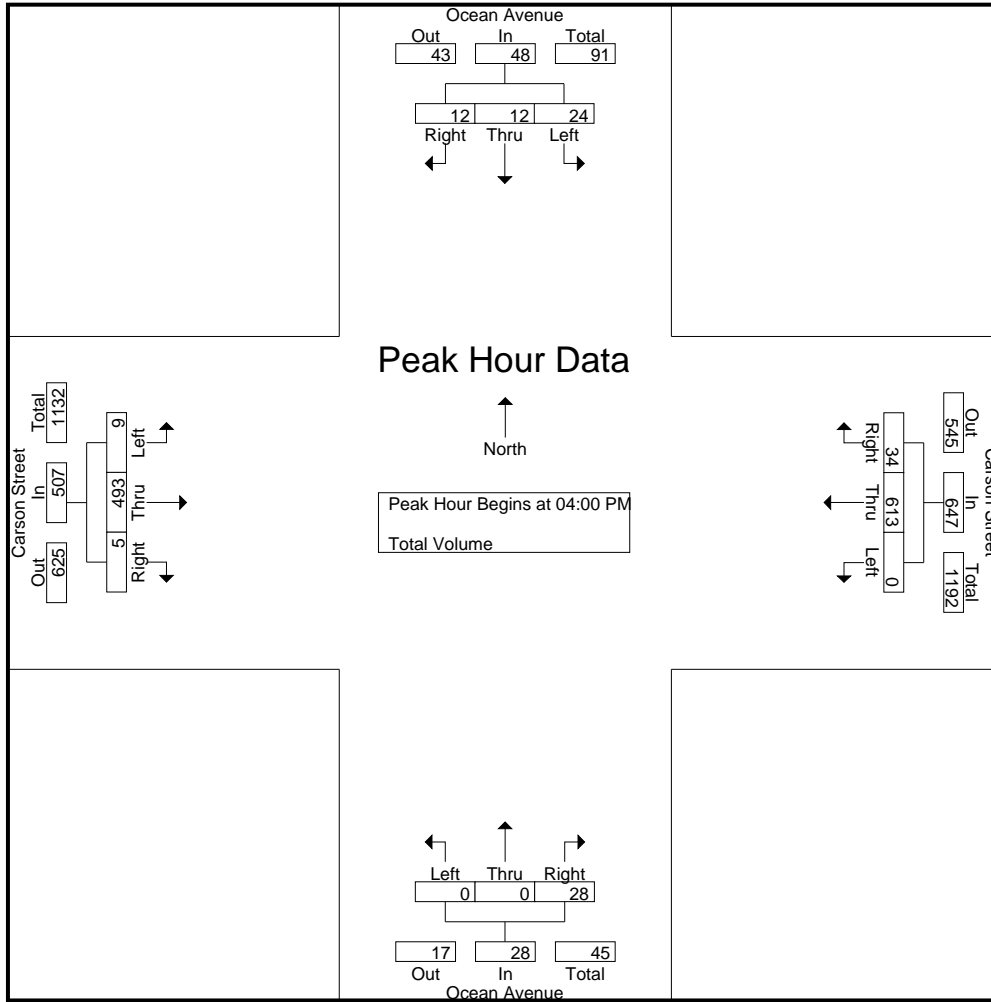 Ocean Avenue
Out In Total
43 48 91
12 12 24
Right Thru Left
Peak Hour Data
North
Peak Hour Begins at 04:00 PM
Total Volume
Carson Street
Total In Out
1132 507 625
9 493 5
Left Thru Right
Carson Street
Out In Total
545 647 1192
34 613 0
Right Thru Left
Left Thru Right
0 0 28
17 28 45
Out In Total
Ocean Avenue